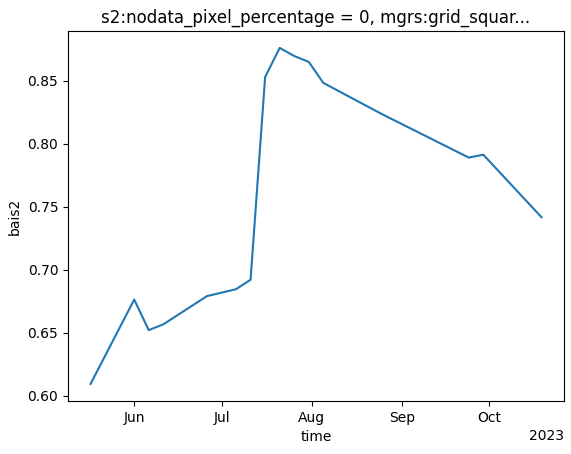 s2:nodata_pixel_percentage = 0, mgrs:grid_squar...
bais2
0.85
0.80
0.75
0.70
0.65
0.60
Jun Jul Aug Sep Oct
time
2023